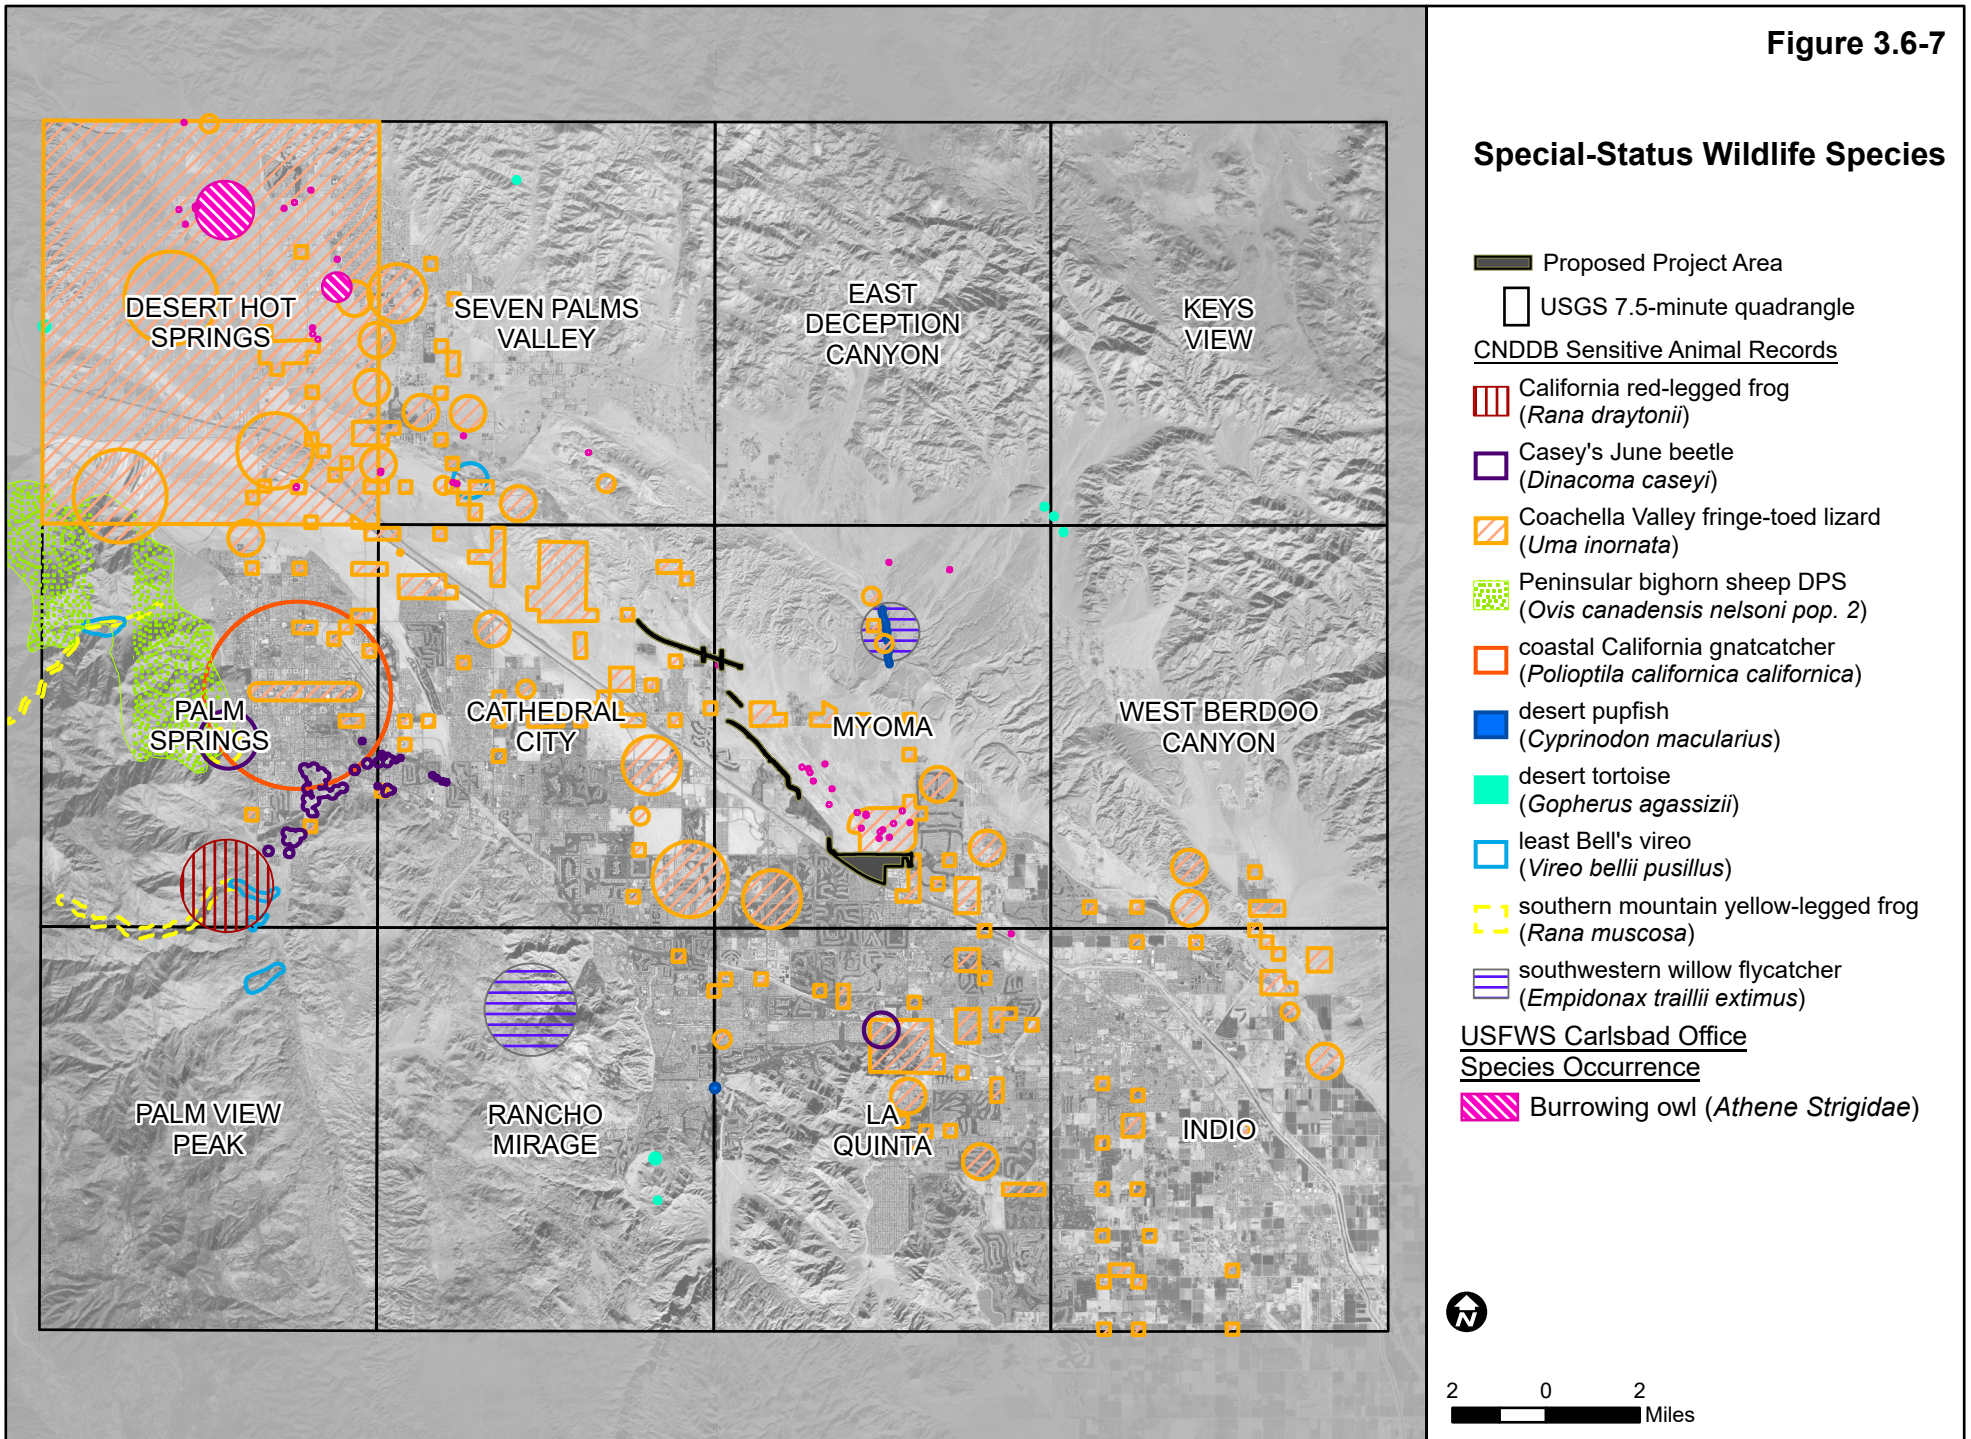 Figure 3.6-7
Special-Status Wildlife Species
Proposed Project Area
USGS 7.5-minute quadrangle
CNDDB Sensitive Animal Records
California red-legged frog
(Rana draytonii)
Casey's June beetle
(Dinacoma caseyi)
Coachella Valley fringe-toed lizard
(Uma inornata)
Peninsular bighorn sheep DPS
(Ovis canadensis nelsoni pop. 2)
coastal California gnatcatcher
(Polioptila californica californica)
desert pupfish
(Cyprinodon macularius)
desert tortoise
(Gopherus agassizii)
least Bell's vireo
(Vireo bellii pusillus)
southern mountain yellow-legged frog
(Rana muscosa)
southwestern willow flycatcher
(Empidonax traillii extimus)
USFWS Carlsbad Office
Species Occurrence
Burrowing owl (Athene Strigidae)
N
2 0 2
Miles
DESERT HOT
SPRINGS
SEVEN PALMS
VALLEY
EAST
DECEPTION
CANYON
KEYS
VIEW
PALM
SPRINGS
CATHEDRAL
CITY
MYOMA
WEST BERDOO
CANYON
PALM VIEW
PEAK
RANCHO
MIRAGE
LA
QUINTA
INDIO